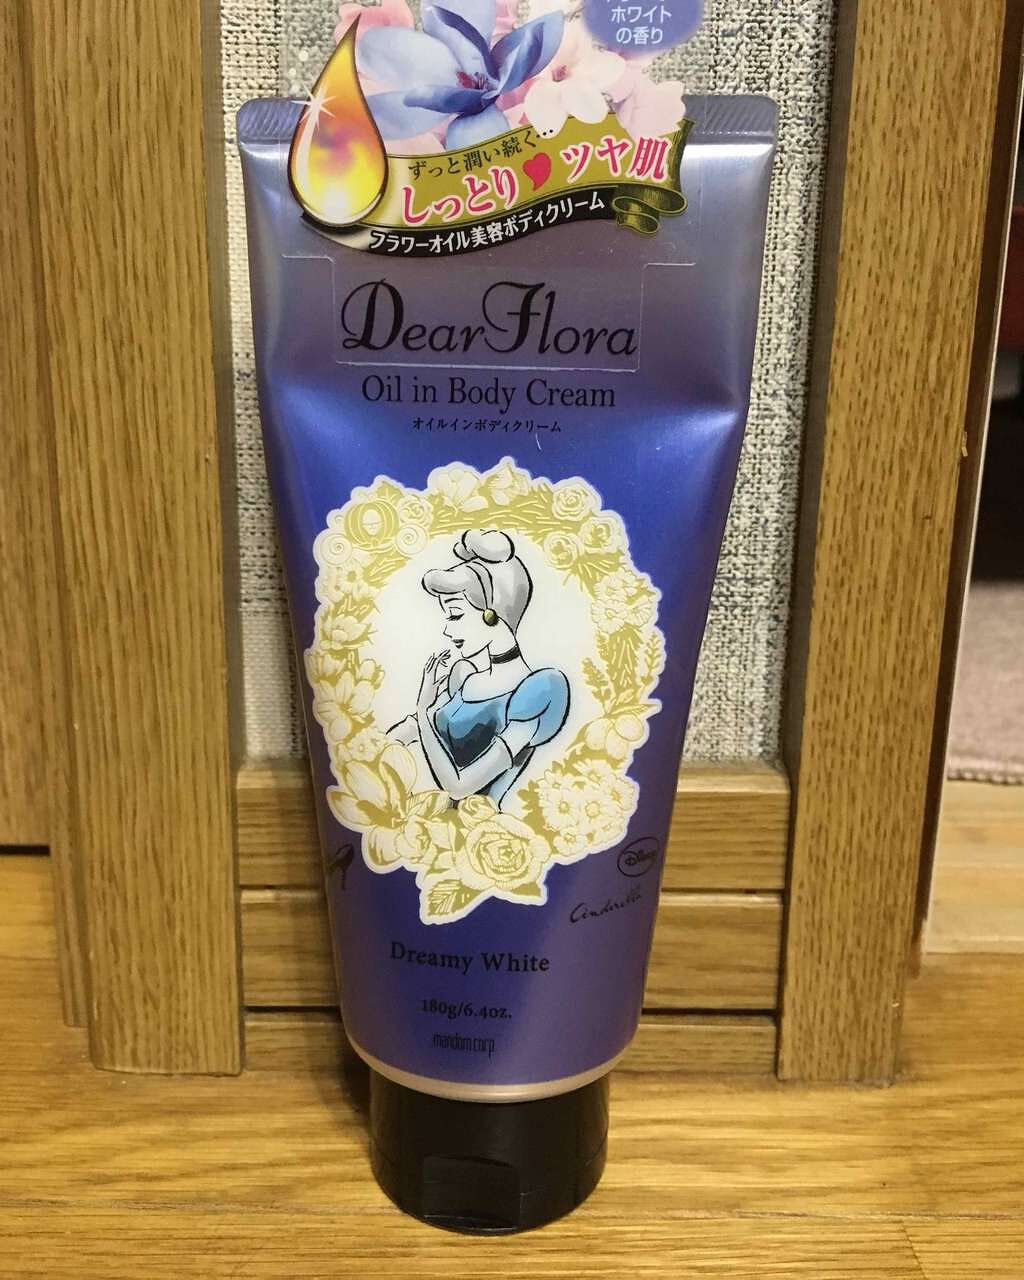 ホワイト
の香り
ずっと潤い続く…
しっとり♥ツヤ肌
フラワーオイル美容ボディクリーム
Dear Flora
Oil in Body Cream
オイルインボディクリーム
Disney
Cinderella
Dreamy White
180g/6.4oz.
mandom corp.